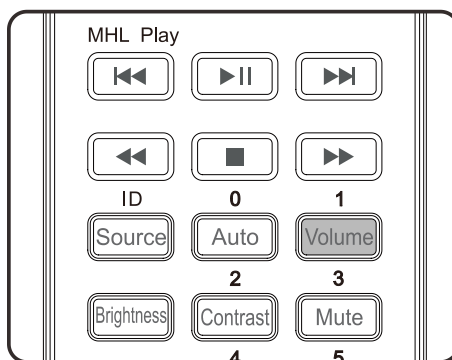 MHL Play
ID 0 1
Source Auto Volume
2 3
Brightness Contrast Mute
4 5